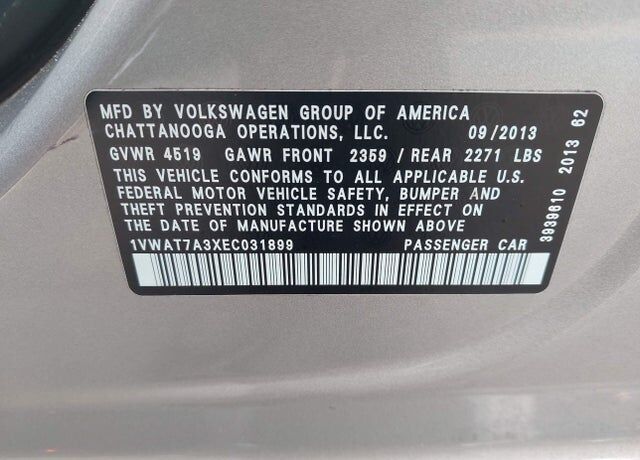 MFD BY VOLKSWAGEN GROUP OF AMERICA
CHATTANOOGA OPERATIONS, LLC. 09/2013
GVWR 4519 GAWR FRONT 2359 / REAR 2271 LBS
THIS VEHICLE CONFORMS TO ALL APPLICABLE U.S.
FEDERAL MOTOR VEHICLE SAFETY, BUMPER AND
THEFT PREVENTION STANDARDS IN EFFECT ON
THE DATE OF MANUFACTURE SHOWN ABOVE
1VWAT7A3XEC031899 PASSENGER CAR
3939610 2013 62